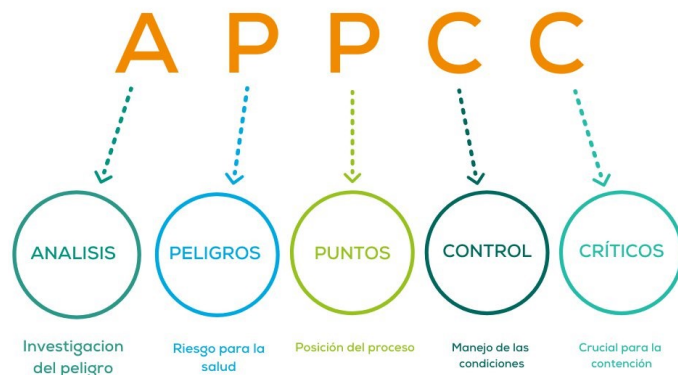 A P P C C
ANALISIS
PELIGROS
PUNTOS
CONTROL
CRÍTICOS
Investigacion
del peligro
Riesgo para la
salud
Posición del proceso
Manejo de las
condiciones
Crucial para la
contención